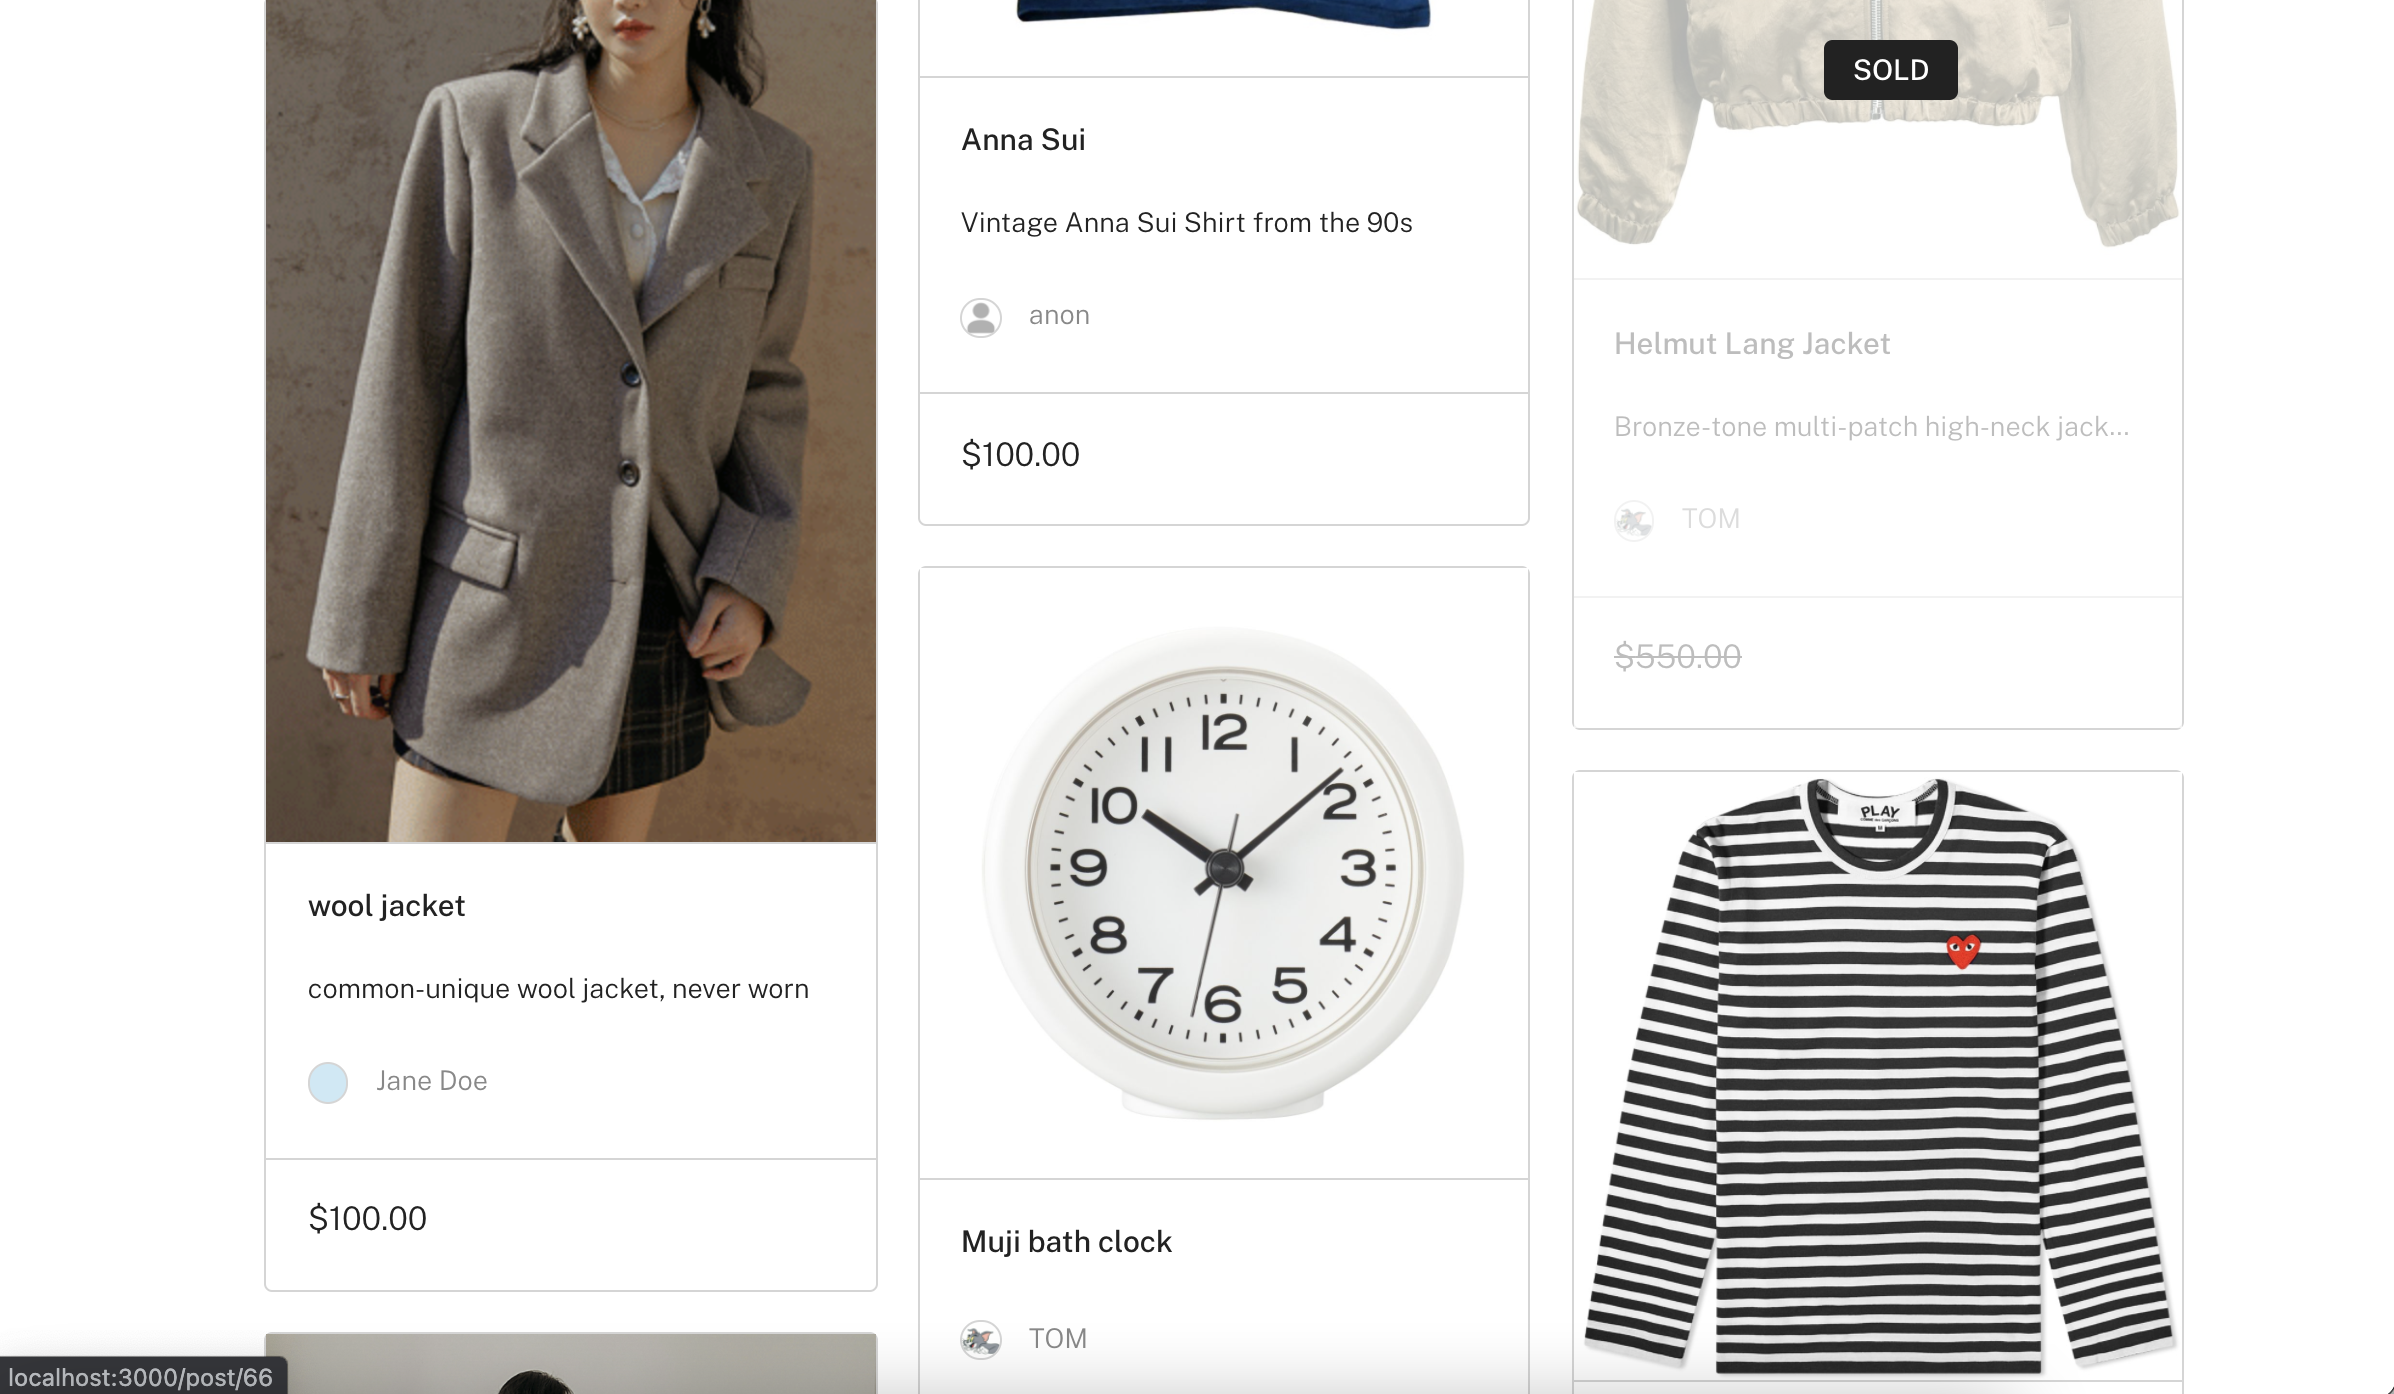 wool jacket
common-unique wool jacket, never worn
Jane Doe
$100.00
Anna Sui
Vintage Anna Sui Shirt from the 90s
anon
$100.00
12
1
2
3
4
5
6
7
8
9
10
11
Muji bath clock
TOM
SOLD
Helmut Lang Jacket
Bronze-tone multi-patch high-neck jack...
TOM
$550.00
PLAY
localhost:3000/post/66